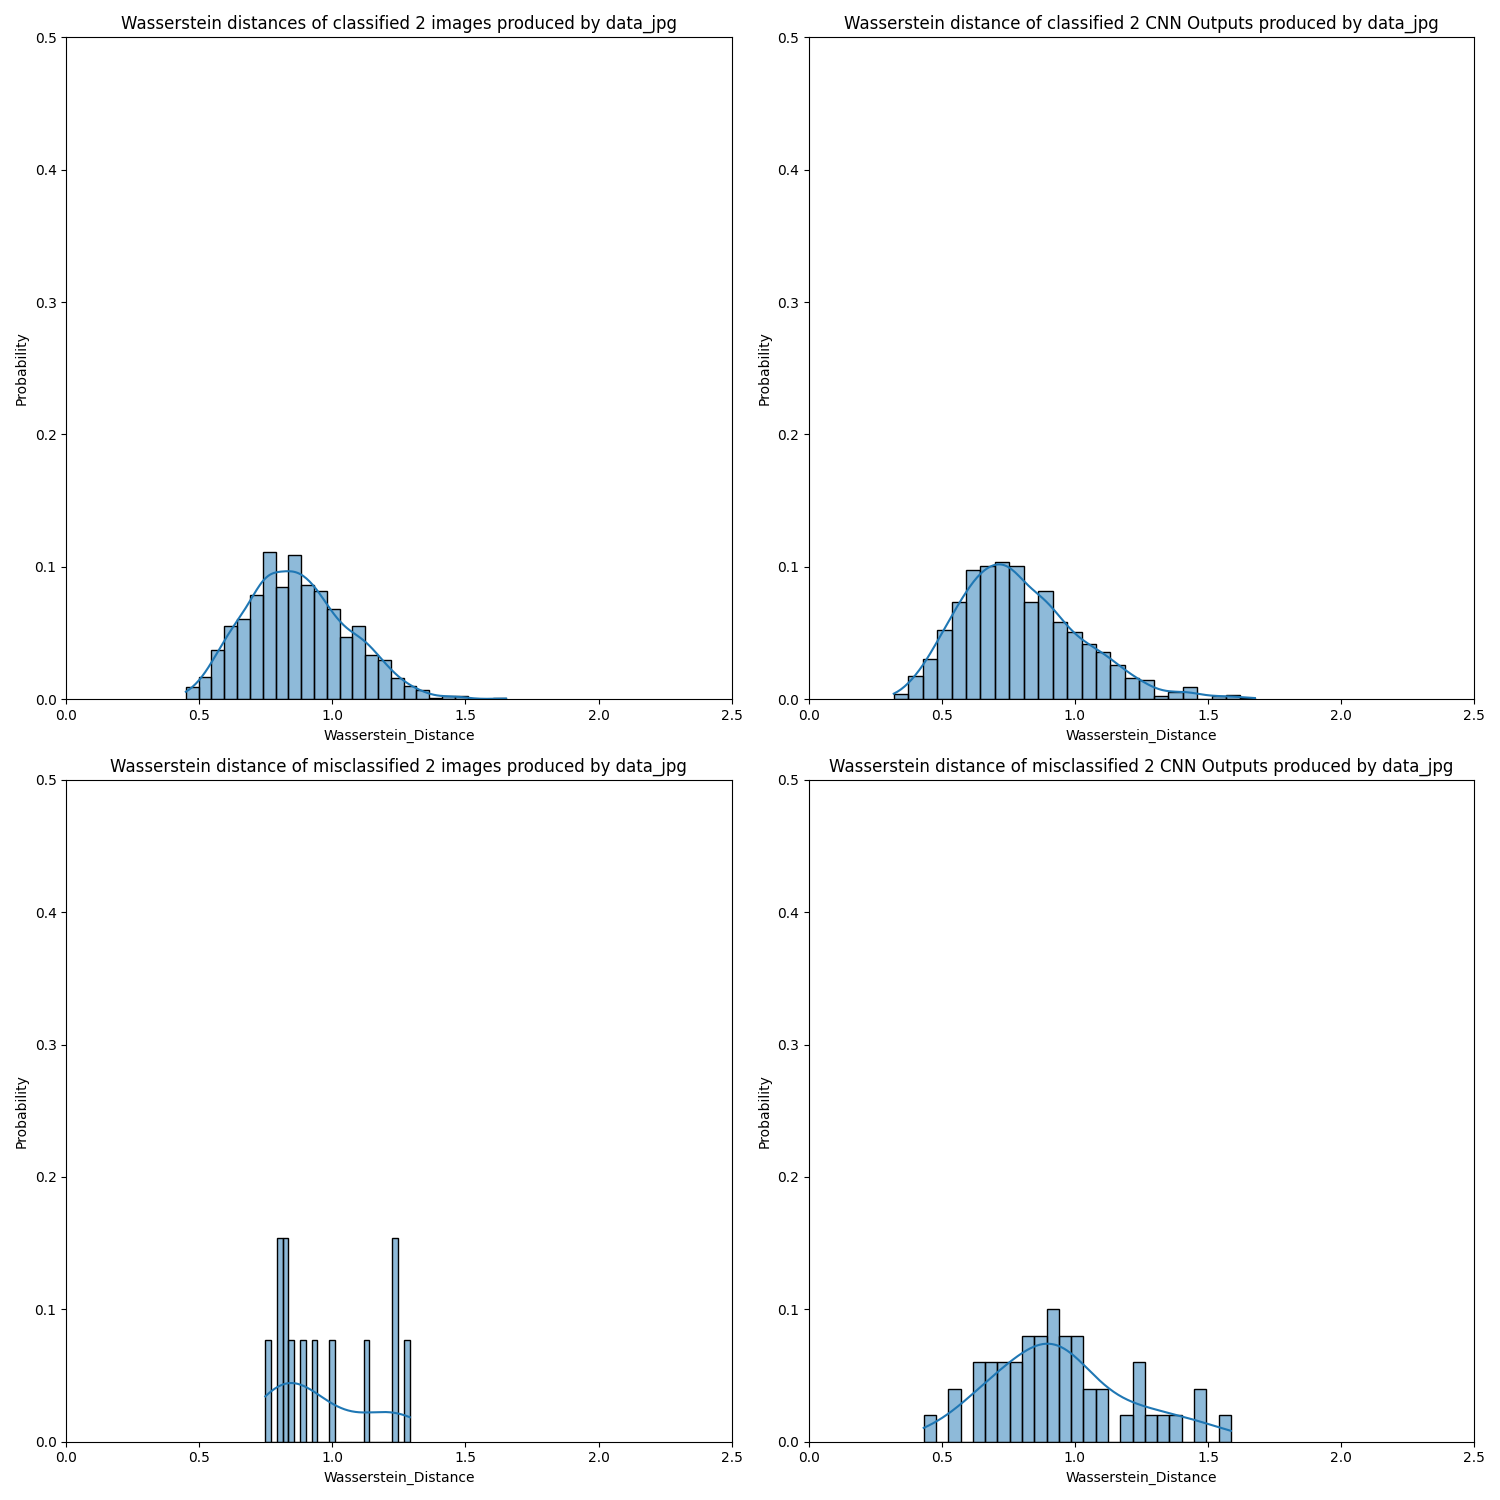 Wasserstein distances of classified 2 images produced by data_jpg
0.5
0.4
0.3
0.2
0.1
0.0
Probability
0.0 0.5 1.0 1.5 2.0 2.5
Wasserstein_Distance
Wasserstein distance of classified 2 CNN Outputs produced by data_jpg
0.5
0.4
0.3
0.2
0.1
0.0
Probability
0.0 0.5 1.0 1.5 2.0 2.5
Wasserstein_Distance
Wasserstein distance of misclassified 2 images produced by data_jpg
0.5
0.4
0.3
0.2
0.1
0.0
Probability
0.0 0.5 1.0 1.5 2.0 2.5
Wasserstein_Distance
Wasserstein distance of misclassified 2 CNN Outputs produced by data_jpg
0.5
0.4
0.3
0.2
0.1
0.0
Probability
0.0 0.5 1.0 1.5 2.0 2.5
Wasserstein_Distance